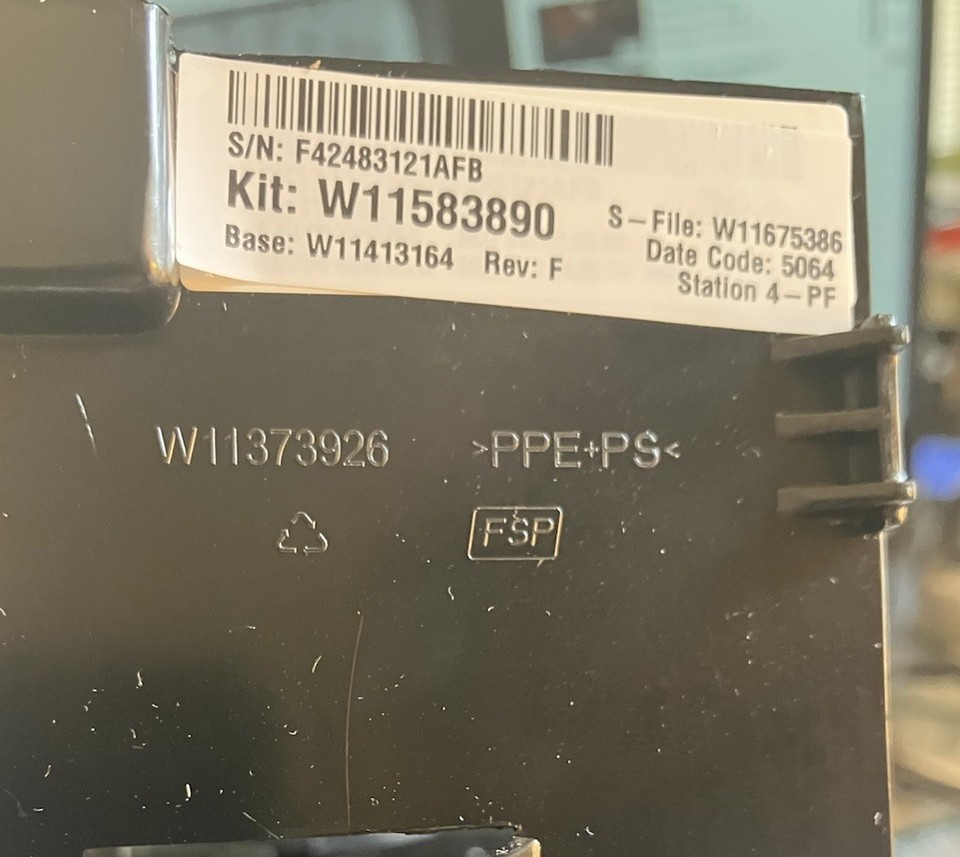 S/N: F42483121AFB
Kit: W11583890
Base: W11413164 Rev: F
S-File: W11675386
Date Code: 5064
Station 4-PF
W11373926
>PPE+PS<
FSP